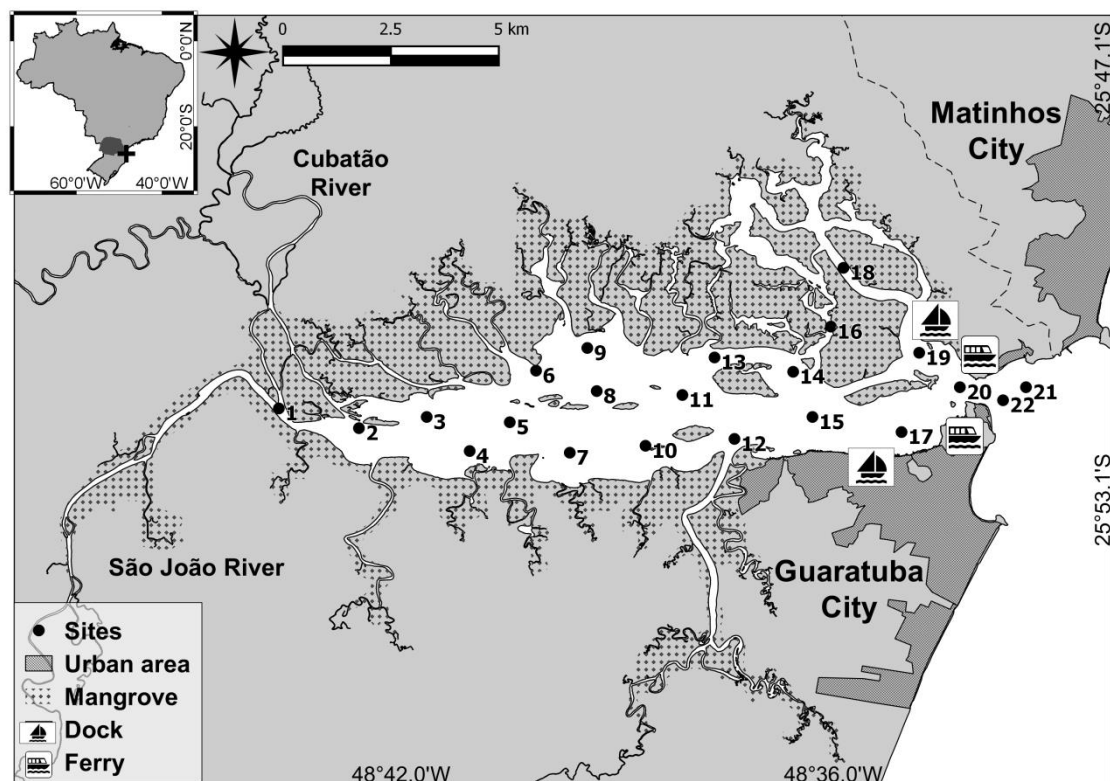 0°0'N
20°0'S
60°0'W
40°0'W
0
2.5
5 km
25°47.1'S
25°53.1'S
48°42.0'W
48°36.0'W
Matinhos
City
Cubatão
River
São João River
Guaratuba
City
1
2
3
4
5
6
7
8
9
10
11
12
13
14
15
16
17
18
19
20
21
22
Sites
Urban area
Mangrove
Dock
Ferry